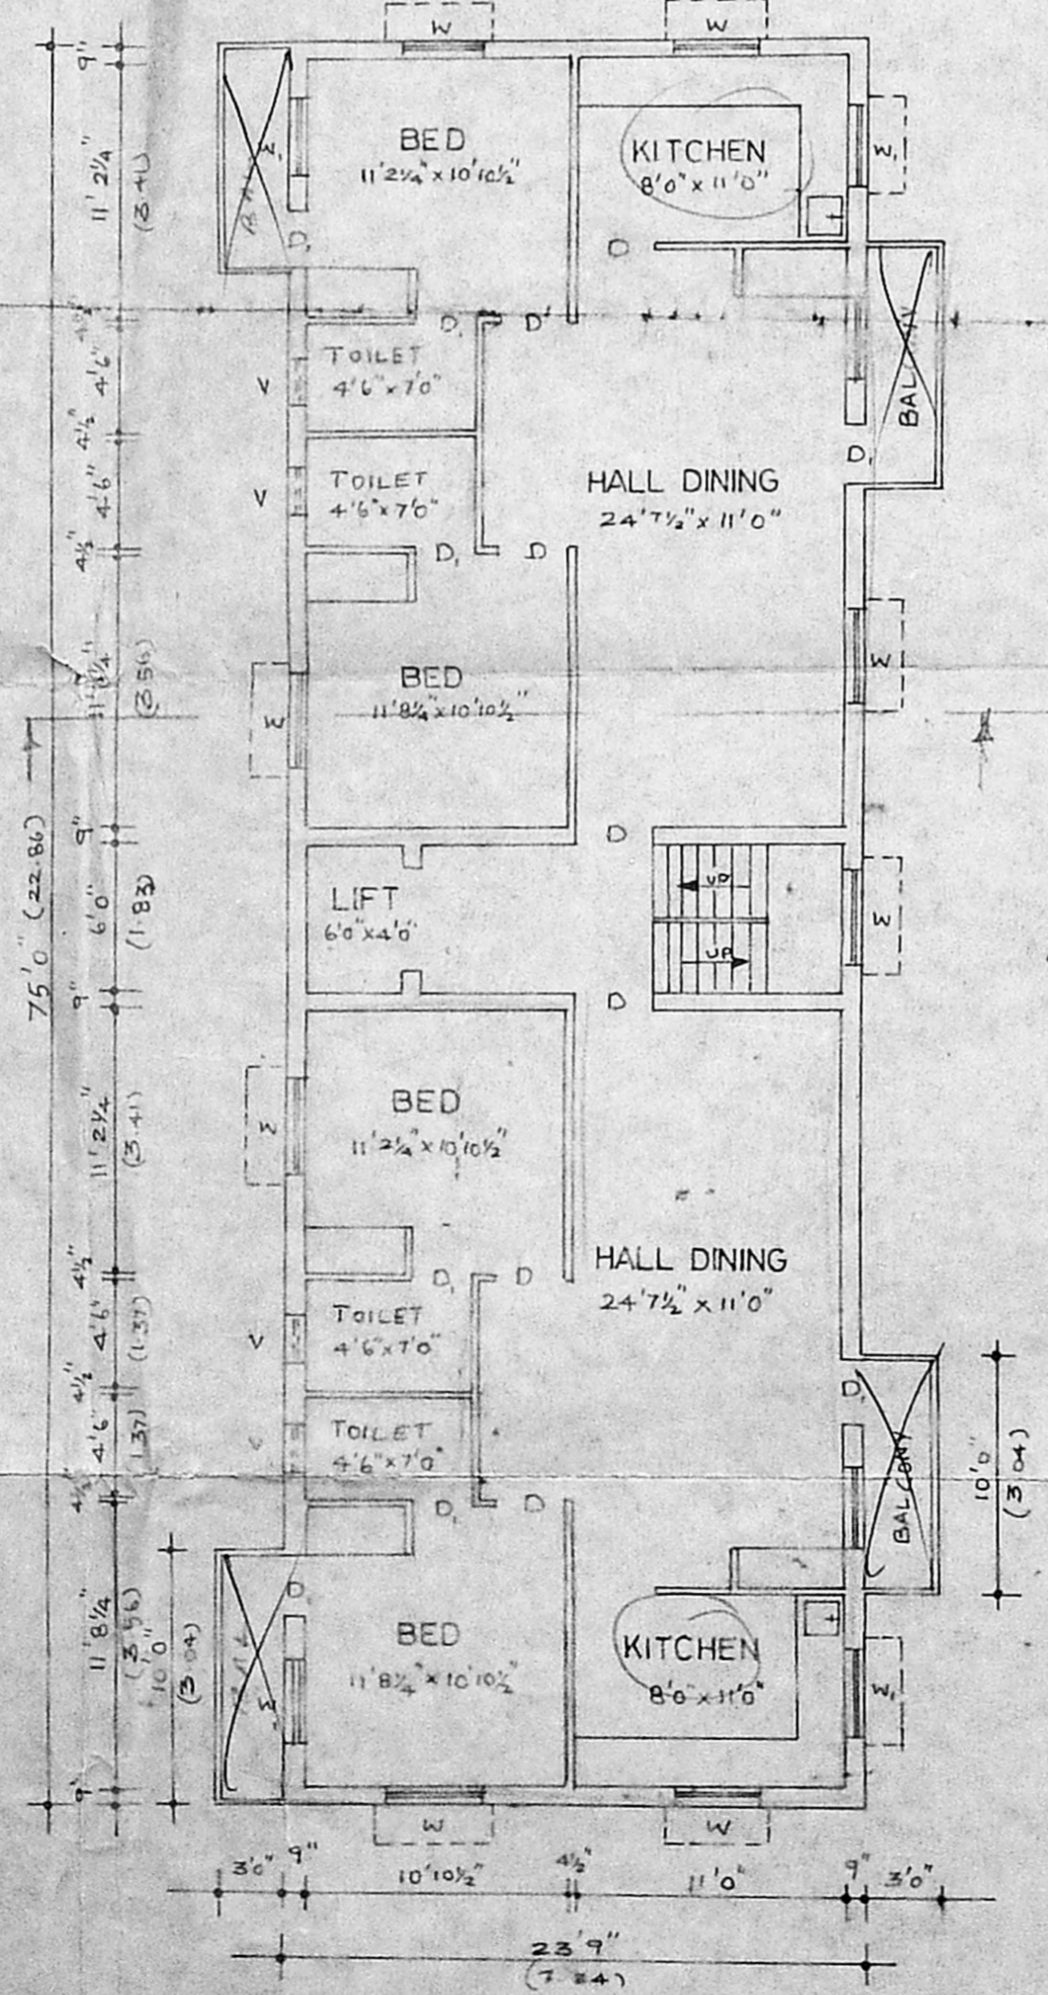 W
W
9"
BED
11'2¼" x 10'10½"
KITCHEN
8'0" x 11'0"
W₁
W₁
11'2¼"
(3.41)
D₁
D
D₁
D'
TOILET
4'6" x 7'0"
V
4'6"
BALCONY
4½"
TOILET
4'6" x 7'0"
V
4'6"
D₁
HALL DINING
24'7½" x 11'0"
4½"
D₁
D
BED
11'8¼" x 10'10½"
W
W
(3.56)
75'0" (22.86)
9"
D
LIFT
6'0" x 4'0"
UP
UP
W
6'0"
(1.83)
9"
D
BED
11'2¼" x 10'10½"
W
11'2¼"
(3.41)
HALL DINING
24'7½" x 11'0"
4½"
D₁
D
TOILET
4'6" x 7'0"
V
4'6"
(1.37)
4½"
D₁
TOILET
4'6" x 7'0"
4'6"
(1.37)
BALCONY
10'0"
(3.04)
4½"
D₁
D
D
BED
11'8¼" x 10'10½"
KITCHEN
8'0" x 11'0"
W₁
W₁
11'8¼"
(3.56)
10'0"
(3.04)
9"
W
W
3'0"
9"
10'10½"
4½"
11'0"
9"
3'0"
23'9"